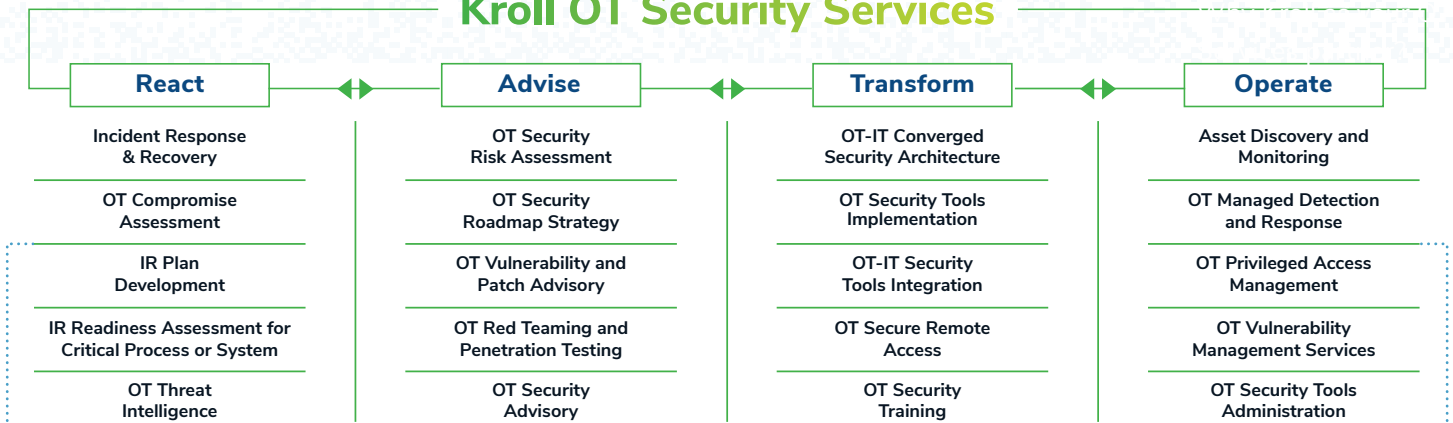 Kroll OT Security Services
React
Incident Response
& Recovery
OT Compromise
Assessment
IR Plan
Development
IR Readiness Assessment for
Critical Process or System
OT Threat
Intelligence
Advise
OT Security
Risk Assessment
OT Security
Roadmap Strategy
OT Vulnerability and
Patch Advisory
OT Red Teaming and
Penetration Testing
OT Security
Advisory
Transform
OT-IT Converged
Security Architecture
OT Security Tools
Implementation
OT-IT Security
Tools Integration
OT Secure Remote
Access
OT Security
Training
Operate
Asset Discovery and
Monitoring
OT Managed Detection
and Response
OT Privileged Access
Management
OT Vulnerability
Management Services
OT Security Tools
Administration